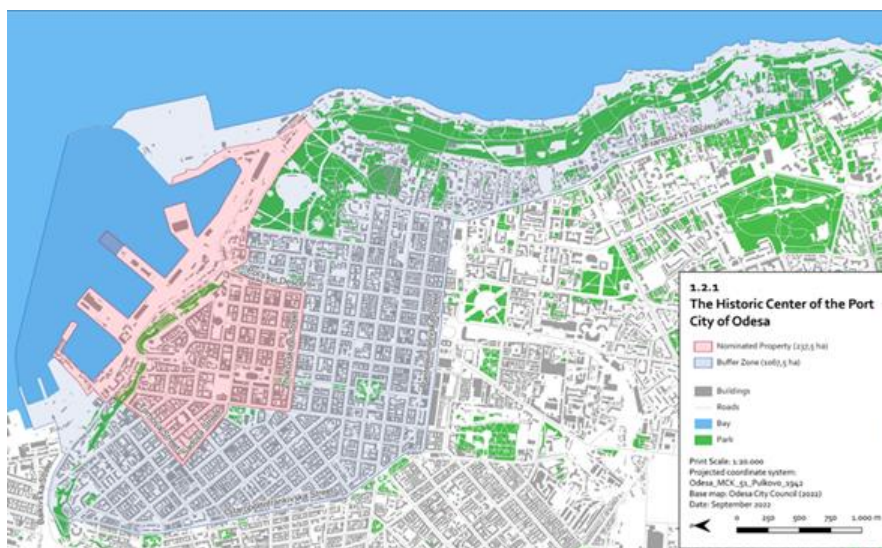 1.2.1
The Historic Center of the Port
City of Odesa
Nominated Property (237,5 ha)
Buffer Zone (1067,5 ha)
Buildings
Roads
Bay
Park
Print Scale: 1:20.000
Projected coordinate system:
Odesa_MCK_51_Pulkovo_1942
Base map: Odesa City Council (2022)
Date: September 2022
0 250 500 750 1.000 m